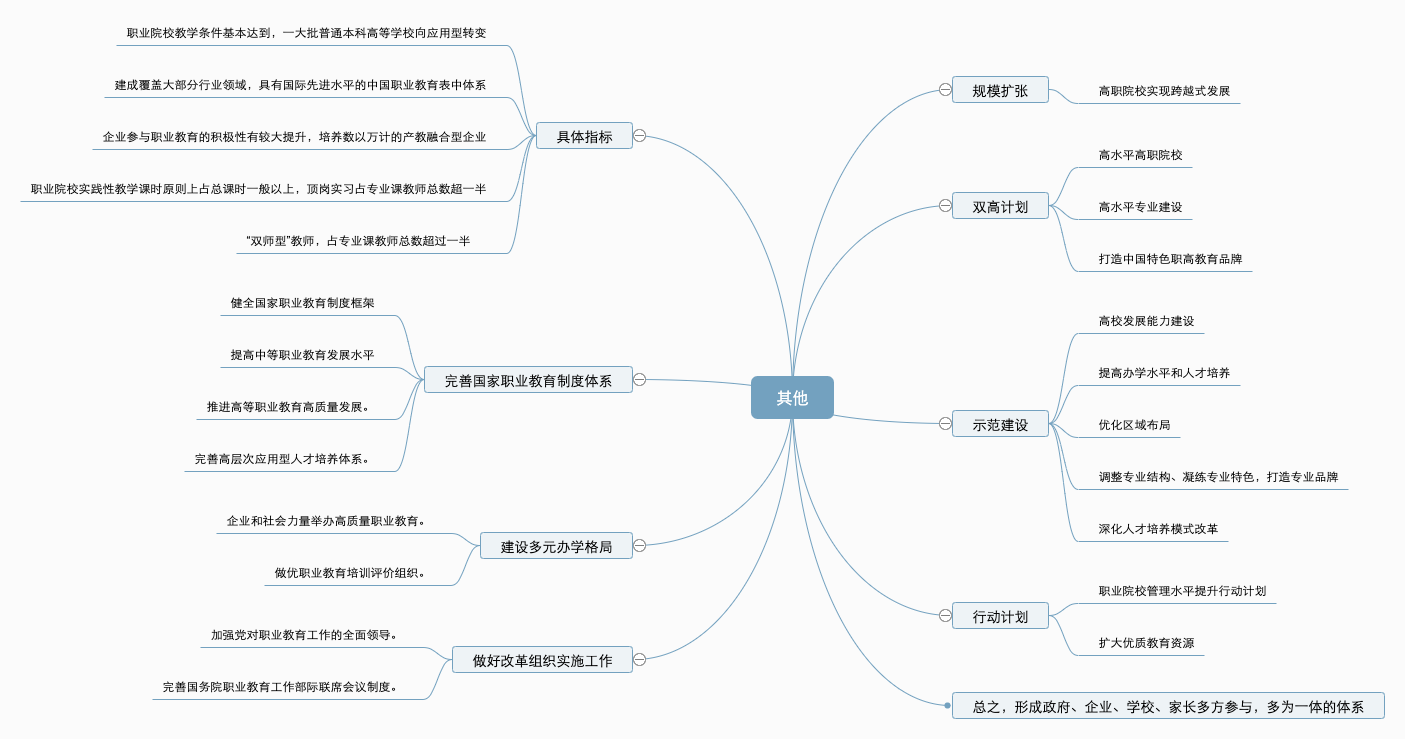 其他
规模扩张
高职院校实现跨越式发展
双高计划
高水平高职院校
高水平专业建设
打造中国特色职高教育品牌
示范建设
高校发展能力建设
提高办学水平和人才培养
优化区域布局
调整专业结构、凝练专业特色，打造专业品牌
深化人才培养模式改革
行动计划
职业院校管理水平提升行动计划
扩大优质教育资源
总之，形成政府、企业、学校、家长多方参与，多为一体的体系
具体指标
职业院校教学条件基本达到，一大批普通本科高等学校向应用型转变
建成覆盖大部分行业领域，具有国际先进水平的中国职业教育表中体系
企业参与职业教育的积极性有较大提升，培养数以万计的产教融合型企业
职业院校实践性教学课时原则上占总课时一般以上，顶岗实习占专业课教师总数超一半
“双师型”教师，占专业课教师总数超过一半
完善国家职业教育制度体系
健全国家职业教育制度框架
提高中等职业教育发展水平
推进高等职业教育高质量发展。
完善高层次应用型人才培养体系。
建设多元办学格局
企业和社会力量举办高质量职业教育。
做优职业教育培训评价组织。
做好改革组织实施工作
加强党对职业教育工作的全面领导。
完善国务院职业教育工作部际联席会议制度。